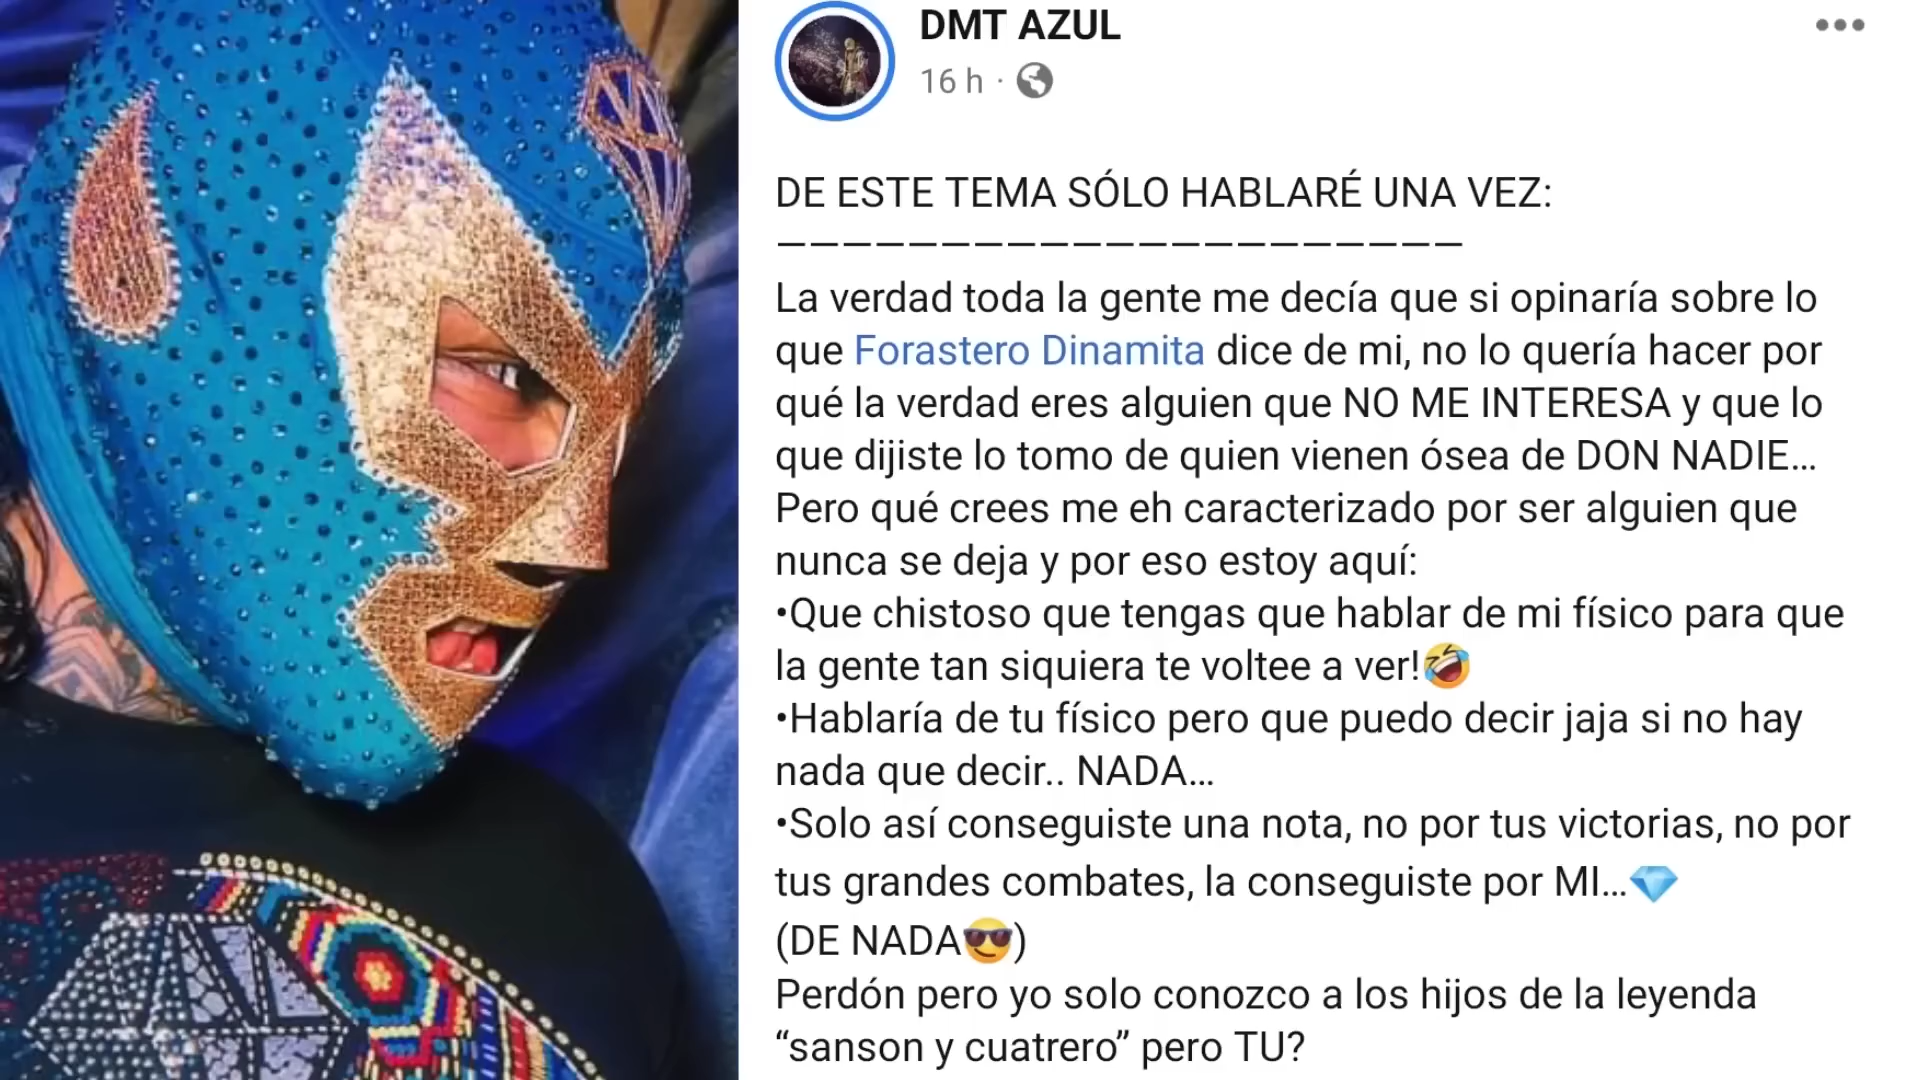 DMT AZUL
16 h ·
DE ESTE TEMA SÓLO HABLARÉ UNA VEZ:
—————————————————————
La verdad toda la gente me decía que si opinaría sobre lo
que Forastero Dinamita dice de mi, no lo quería hacer por
qué la verdad eres alguien que NO ME INTERESA y que lo
que dijiste lo tomo de quien vienen ósea de DON NADIE…
Pero qué crees me eh caracterizado por ser alguien que
nunca se deja y por eso estoy aquí:
•Que chistoso que tengas que hablar de mi físico para que
la gente tan siquiera te voltee a ver!🤣
•Hablaría de tu físico pero que puedo decir jaja si no hay
nada que decir.. NADA…
•Solo así conseguiste una nota, no por tus victorias, no por
tus grandes combates, la conseguiste por MI…💎
(DE NADA😎)
Perdón pero yo solo conozco a los hijos de la leyenda
“sanson y cuatrero” pero TU?